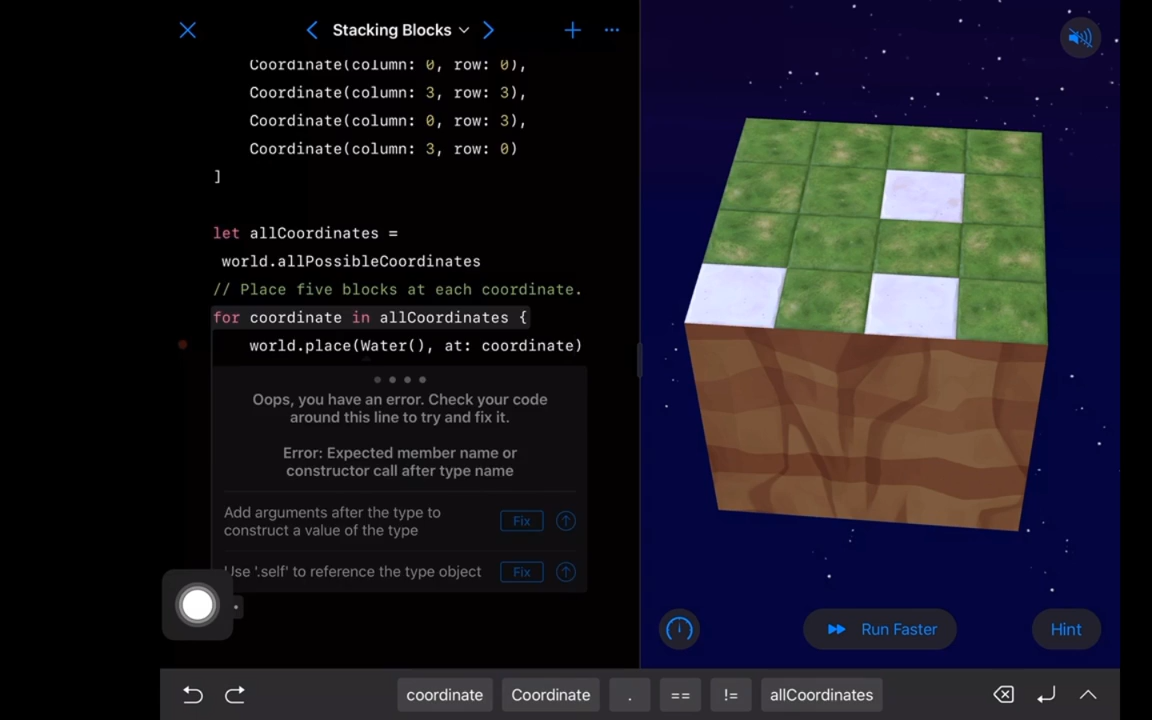 Stacking Blocks
Coordinate(column: 0, row: 0),
Coordinate(column: 3, row: 3),
Coordinate(column: 0, row: 3),
Coordinate(column: 3, row: 0)
]
let allCoordinates =
world.allPossibleCoordinates
// Place five blocks at each coordinate.
for coordinate in allCoordinates {
world.place(Water(), at: coordinate)
Oops, you have an error. Check your code
around this line to try and fix it.
Error: Expected member name or
constructor call after type name
Add arguments after the type to
construct a value of the type
Fix
Use '.self' to reference the type object
Fix
Run Faster
Hint
coordinate
Coordinate
.
==
!=
allCoordinates